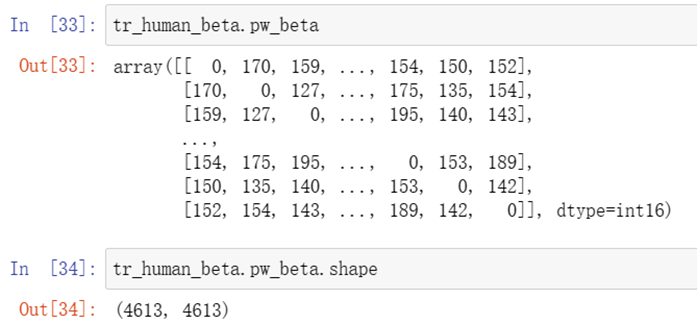 In [33]: tr_human_beta.pw_beta
Out[33]: array([[ 0, 170, 159, ..., 154, 150, 152],
[170, 0, 127, ..., 175, 135, 154],
[159, 127, 0, ..., 195, 140, 143],
...,
[154, 175, 195, ..., 0, 153, 189],
[150, 135, 140, ..., 153, 0, 142],
[152, 154, 143, ..., 189, 142, 0]], dtype=int16)
In [34]: tr_human_beta.pw_beta.shape
Out[34]: (4613, 4613)